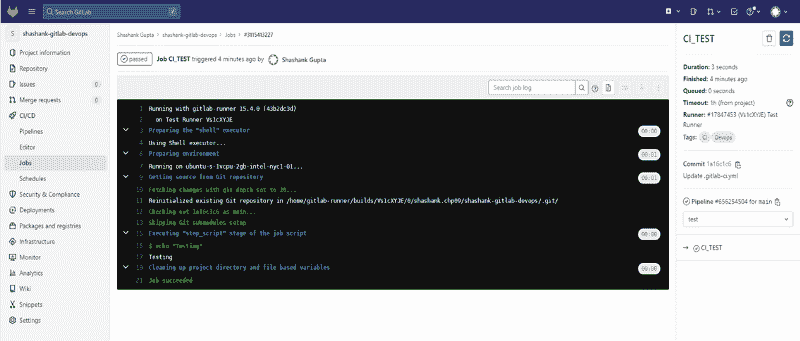 Search GitLab
shashank-gitlab-devops
Project information
Repository
Issues 0
Merge requests 0
CI/CD
Pipelines
Editor
Jobs
Schedules
Security & Compliance
Deployments
Packages and registries
Infrastructure
Monitor
Analytics
Wiki
Snippets
Settings
Shashank Gupta > shashank-gitlab-devops > Jobs >
passed Job CI_TEST triggered 4 minutes ago by Shashank Gupta
Search job log
1 Running with gitlab-runner 15.4.0 (43b2dc3d)
2 on Test Runner Vs1cXYJE
3 Preparing the "shell" executor 00:00
4 Using Shell executor...
6 Preparing environment 00:01
7 Running on ubuntu-s-1vcpu-2gb-intel-nyc1-01...
9 Getting source from Git repository 00:01
10 Fetching changes with git depth set to 20...
11 Reinitialized existing Git repository in /home/gitlab-runner/builds/Vs1cXYJE/0/shashank.chp09/shashank-gitlab-devops/.git/
12 Checking out 1a16c1c6 as main...
13 Skipping Git submodules setup
15 Executing "step_script" stage of the job script 00:00
16 $ echo "Testing"
17 Testing
19 Cleaning up project directory and file based variables 00:00
21 Job succeeded
CI_TEST
Duration: 3 seconds
Finished: 4 minutes ago
Queued: 0 seconds
Timeout: 1h (from project)
Runner: #17847453 (Vs1cXYJE) Test
Runner
Tags: CI Devops
Commit 1a16c1c6
Update .gitlab-ci.yml
Pipeline #656254504 for main
test
→ CI_TEST